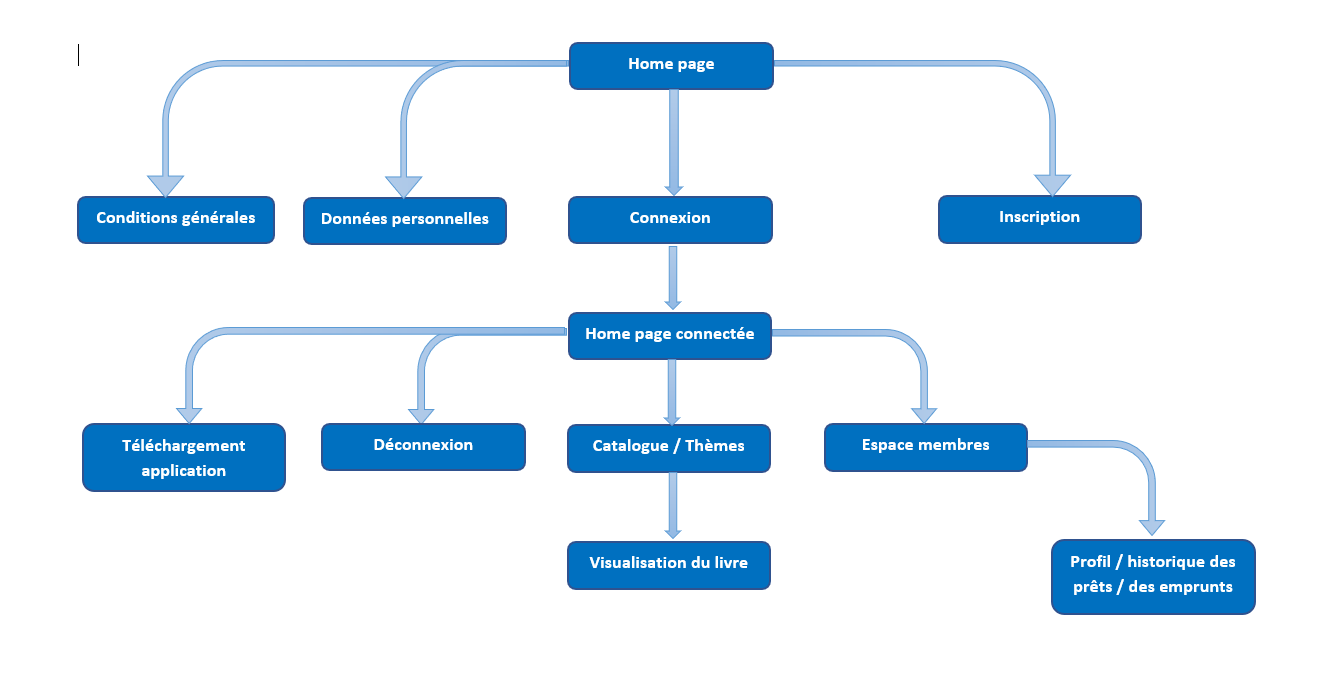 Home page
Conditions générales
Données personnelles
Connexion
Inscription
Home page connectée
Téléchargement
application
Déconnexion
Catalogue / Thèmes
Espace membres
Visualisation du livre
Profil / historique des
prêts / des emprunts